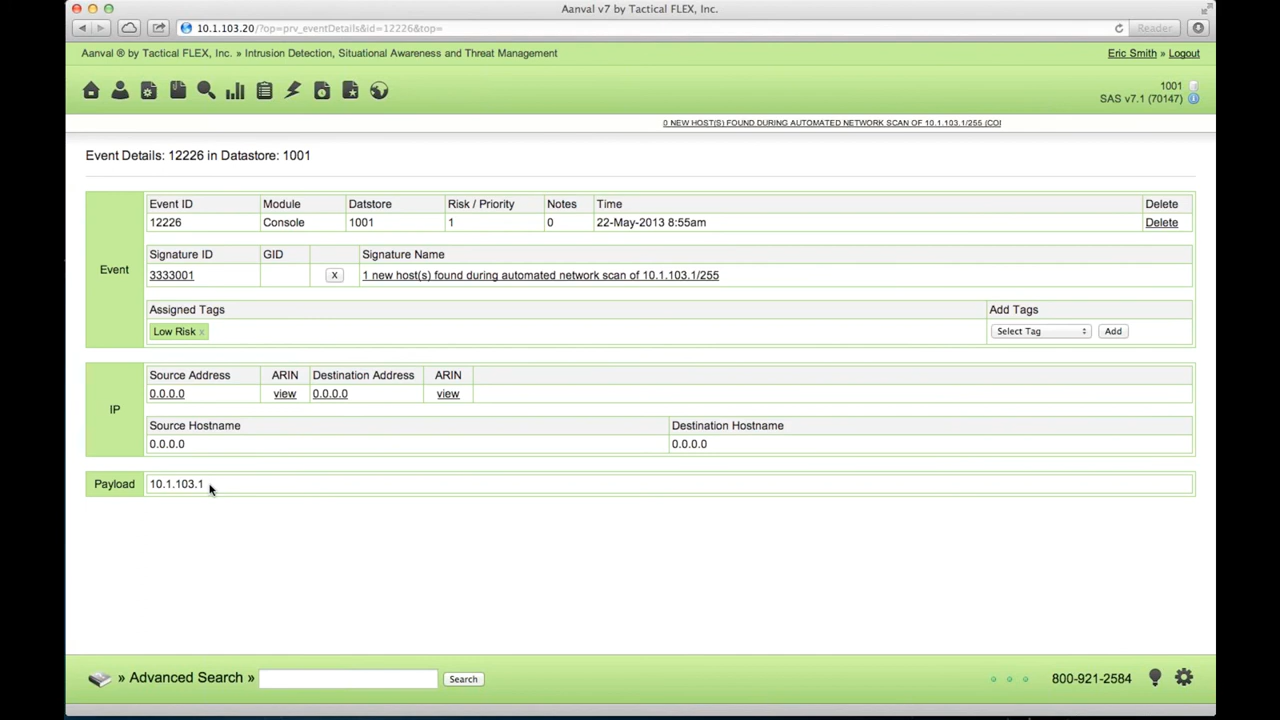 Aanval v7 by Tactical FLEX, Inc.
10.1.103.20/?op=prv_eventDetails&id=12226&top=
Reader
Aanval ® by Tactical FLEX, Inc. » Intrusion Detection, Situational Awareness and Threat Management
Eric Smith » Logout
1001
SAS v7.1 (70147)
0 NEW HOST(S) FOUND DURING AUTOMATED NETWORK SCAN OF 10.1.103.1/255 (COI
Event Details: 12226 in Datastore: 1001
Event
Event ID Module Datstore Risk / Priority Notes Time Delete
12226 Console 1001 1 0 22-May-2013 8:55am Delete
Signature ID GID Signature Name
3333001 X 1 new host(s) found during automated network scan of 10.1.103.1/255
Assigned Tags Add Tags
Low Risk x Select Tag Add
IP
Source Address ARIN Destination Address ARIN
0.0.0.0 view 0.0.0.0 view
Source Hostname Destination Hostname
0.0.0.0 0.0.0.0
Payload 10.1.103.1
» Advanced Search » Search 800-921-2584